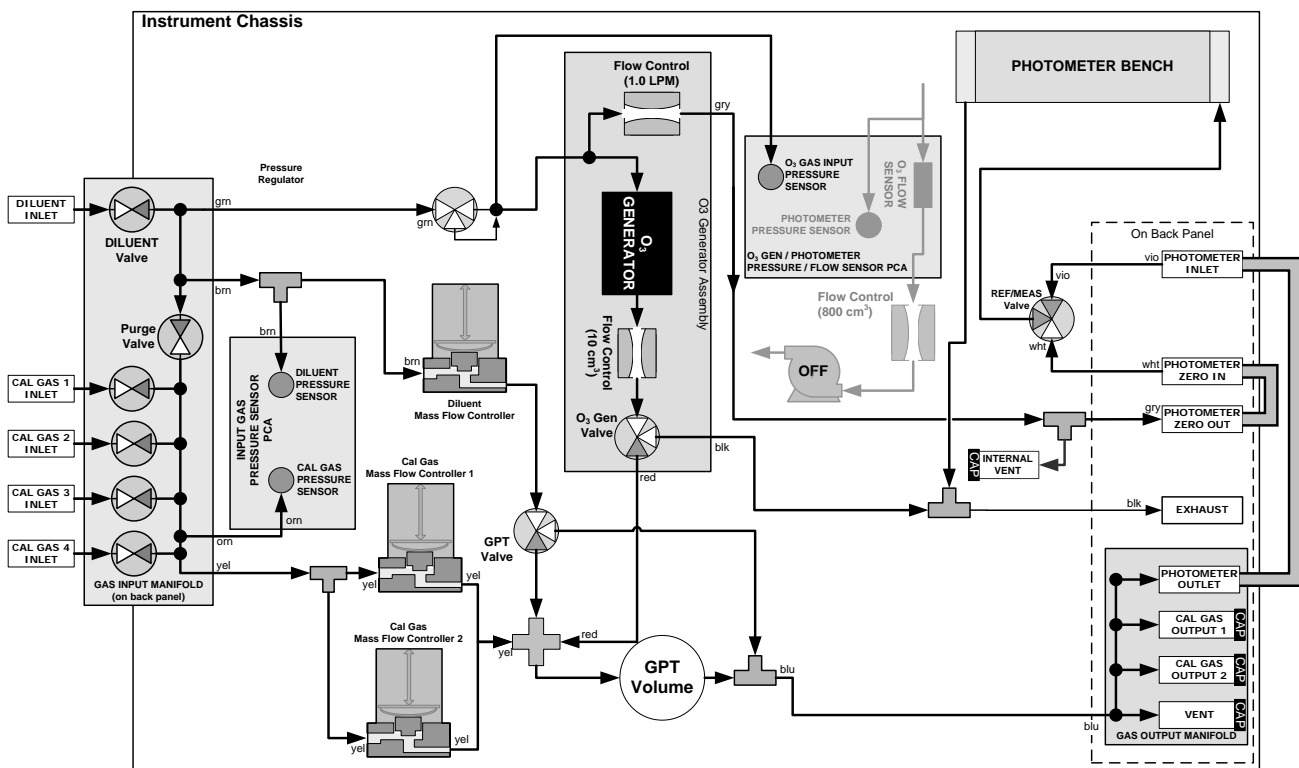 Instrument Chassis
Flow Control
(1.0 LPM)
gry
PHOTOMETER BENCH
Pressure
Regulator
O3 Generator Assembly
O₃ GAS INPUT
PRESSURE
SENSOR
O₃ FLOW
SENSOR
PHOTOMETER
PRESSURE SENSOR
O₃ GEN / PHOTOMETER
PRESSURE / FLOW SENSOR PCA
DILUENT
INLET
grn
grn
DILUENT
Valve
O₃
GENERATOR
On Back Panel
vio
PHOTOMETER
INLET
vio
REF/MEAS
Valve
wht
wht
PHOTOMETER
ZERO IN
brn
Purge
Valve
brn
Flow Control
(10 cm³)
Flow Control
(800 cm³)
OFF
brn
Diluent
Mass Flow Controller
CAL GAS 1
INLET
INPUT GAS
PRESSURE SENSOR
PCA
DILUENT
PRESSURE
SENSOR
CAL GAS
PRESSURE
SENSOR
O₃ Gen
Valve
blk
gry
PHOTOMETER
ZERO OUT
CAL GAS 2
INLET
red
CAP
INTERNAL
VENT
CAL GAS 3
INLET
Cal Gas
Mass Flow Controller 1
orn
orn
blk
EXHAUST
CAL GAS 4
INLET
GPT
Valve
yel
yel
yel
GAS INPUT MANIFOLD
(on back panel)
PHOTOMETER
OUTLET
CAL GAS
OUTPUT 1
CAP
Cal Gas
Mass Flow Controller 2
red
yel
GPT
Volume
blu
CAL GAS
OUTPUT 2
CAP
yel
yel
blu
VENT
CAP
GAS OUTPUT MANIFOLD